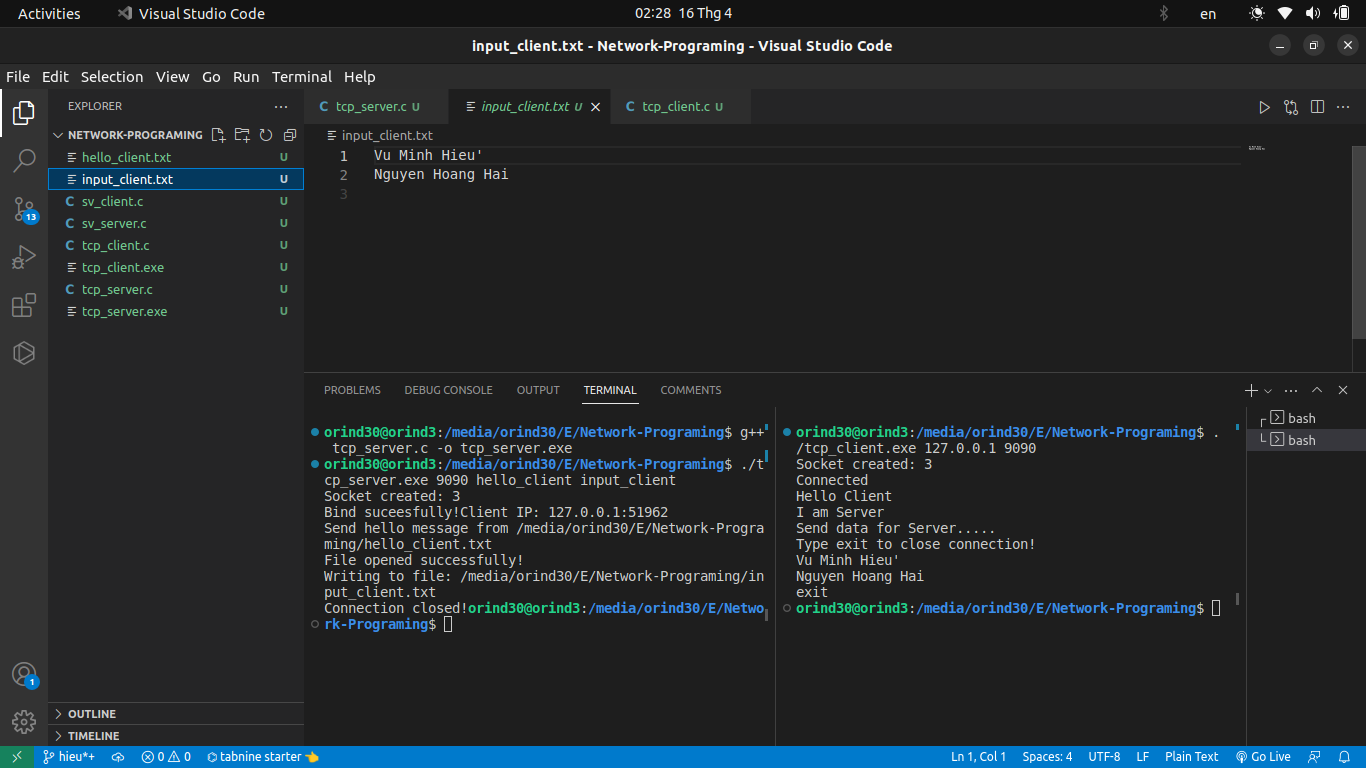 Activities Visual Studio Code 02:28 16 Thg 4 en
input_client.txt - Network-Programing - Visual Studio Code
File Edit Selection View Go Run Terminal Help
EXPLORER
NETWORK-PROGRAMING
hello_client.txt U
input_client.txt U
sv_client.c U
sv_server.c U
tcp_client.c U
tcp_client.exe U
tcp_server.c U
tcp_server.exe U
13
1
OUTLINE
TIMELINE
tcp_server.c U input_client.txt U tcp_client.c U
input_client.txt
1 Vu Minh Hieu'
2 Nguyen Hoang Hai
3
PROBLEMS DEBUG CONSOLE OUTPUT TERMINAL COMMENTS
orind30@orind3:/media/orind30/E/Network-Programing$ g++
tcp_server.c -o tcp_server.exe
orind30@orind3:/media/orind30/E/Network-Programing$ ./t
cp_server.exe 9090 hello_client input_client
Socket created: 3
Bind suceesfully!Client IP: 127.0.0.1:51962
Send hello message from /media/orind30/E/Network-Progra
ming/hello_client.txt
File opened successfully!
Writing to file: /media/orind30/E/Network-Programing/in
put_client.txt
Connection closed!orind30@orind3:/media/orind30/E/Netwo
rk-Programing$
orind30@orind3:/media/orind30/E/Network-Programing$ .
/tcp_client.exe 127.0.0.1 9090
Socket created: 3
Connected
Hello Client
I am Server
Send data for Server.....
Type exit to close connection!
Vu Minh Hieu'
Nguyen Hoang Hai
exit
orind30@orind3:/media/orind30/E/Network-Programing$
bash
bash
hieu*+ 0 0 tabnine starter Ln 1, Col 1 Spaces: 4 UTF-8 LF Plain Text Go Live